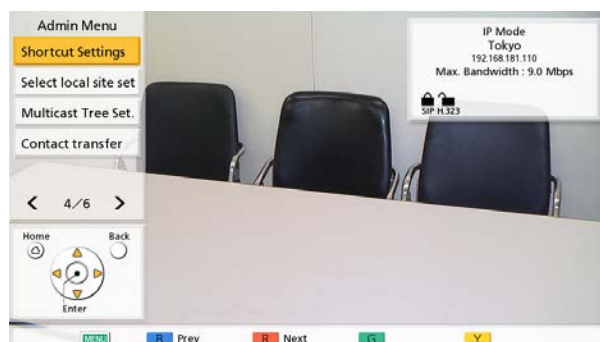 Admin Menu
Shortcut Settings
Select local site set
Multicast Tree Set.
Contact transfer
4/6
Home
Back
Enter
IP Mode
Tokyo
192.168.181.110
Max. Bandwidth : 9.0 Mbps
SIP H.323
MENU
B Prev
R Next
G
Y